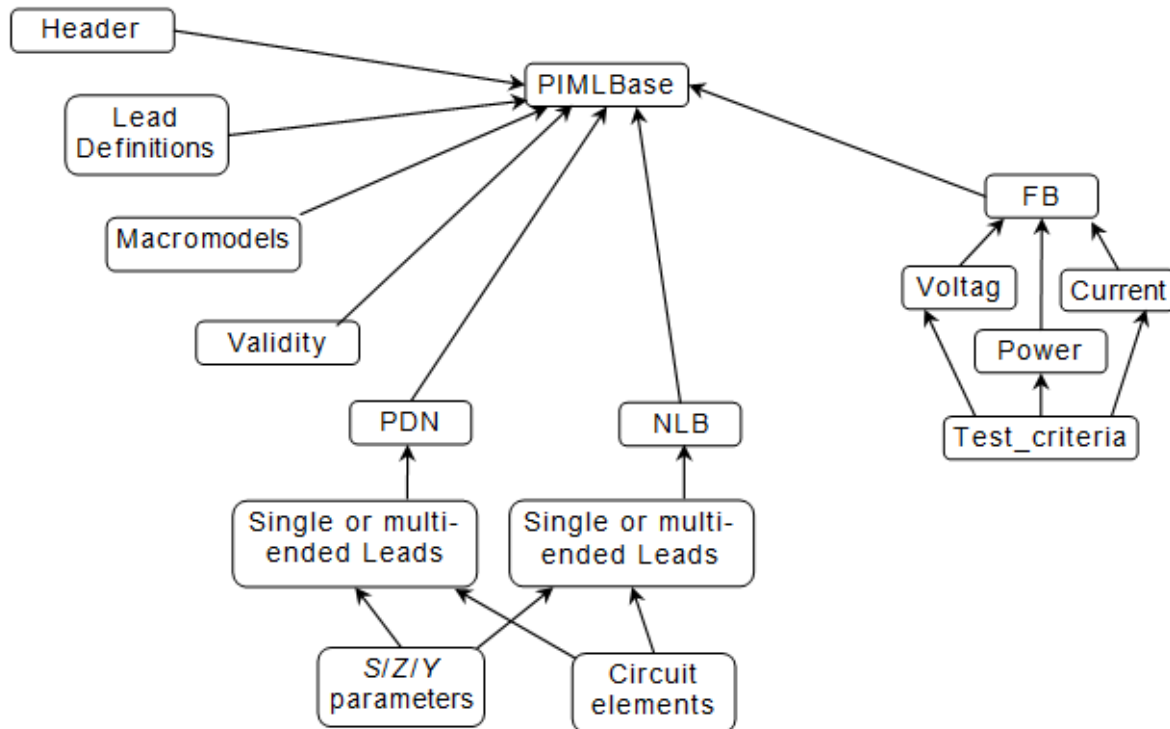 Header
PIMLBase
Lead
Definitions
FB
Macromodels
Voltag
Current
Validity
Power
PDN
NLB
Test_criteria
Single or multi-
ended Leads
Single or multi-
ended Leads
S/Z/Y
parameters
Circuit
elements